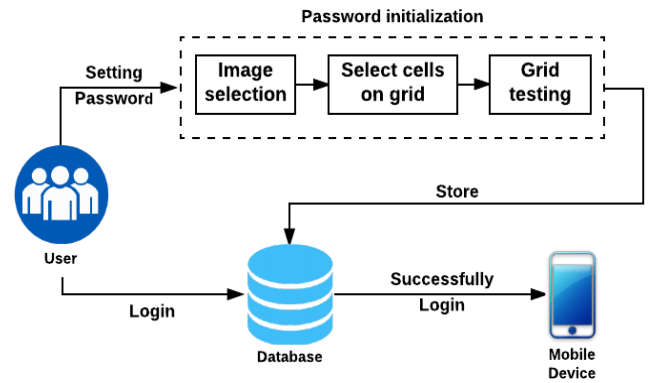 Password initialization
Setting
Password
Image
selection
Select cells
on grid
Grid
testing
Store
User
Login
Database
Successfully
Login
Mobile
Device